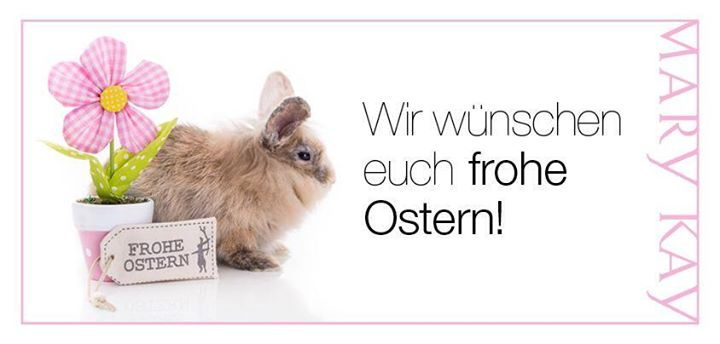 FROHE
OSTERN
Wir wünschen
euch frohe
Ostern!
MARY KAY